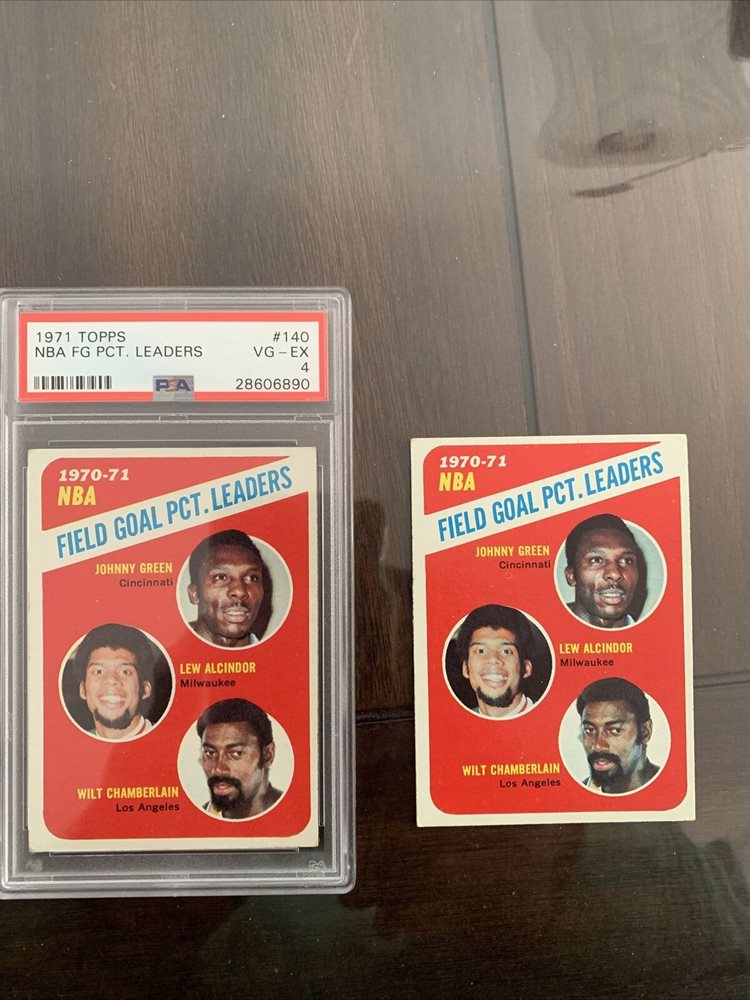 1971 TOPPS #140
NBA FG PCT. LEADERS VG - EX
4
PSA 28606890
1970-71
NBA
FIELD GOAL PCT. LEADERS
JOHNNY GREEN
Cincinnati
LEW ALCINDOR
Milwaukee
WILT CHAMBERLAIN
Los Angeles
1970-71
NBA
FIELD GOAL PCT. LEADERS
JOHNNY GREEN
Cincinnati
LEW ALCINDOR
Milwaukee
WILT CHAMBERLAIN
Los Angeles